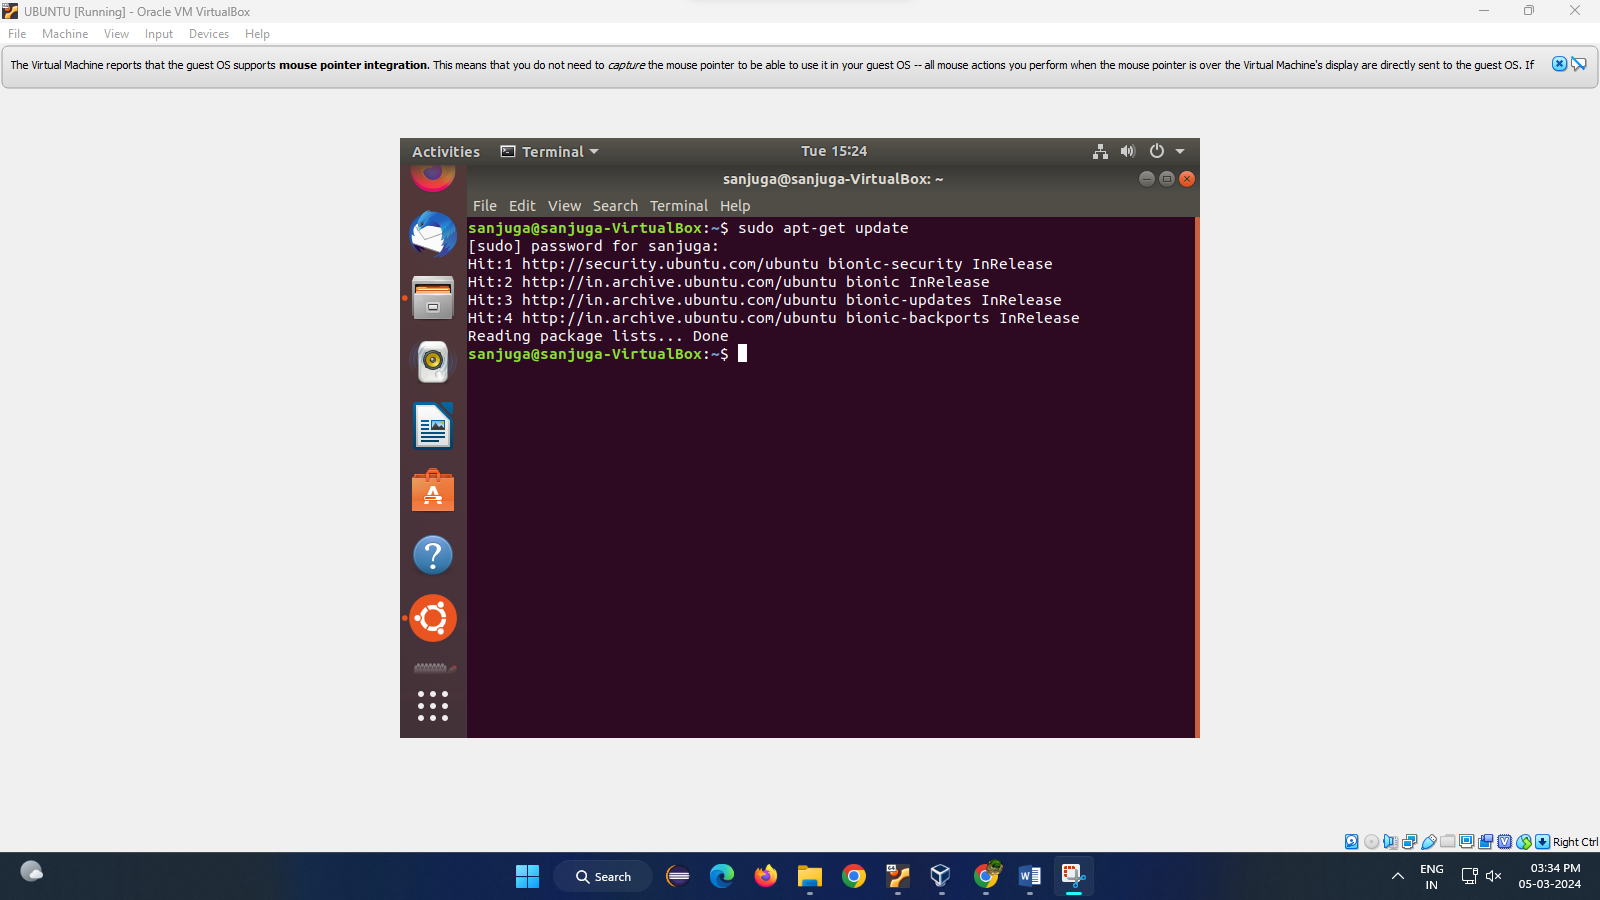 UBUNTU [Running] - Oracle VM VirtualBox
File Machine View Input Devices Help
The Virtual Machine reports that the guest OS supports mouse pointer integration. This means that you do not need to capture the mouse pointer to be able to use it in your guest OS -- all mouse actions you perform when the mouse pointer is over the Virtual Machine's display are directly sent to the guest OS. If
Activities Terminal Tue 15:24
sanjuga@sanjuga-VirtualBox: ~
File Edit View Search Terminal Help
sanjuga@sanjuga-VirtualBox:~$ sudo apt-get update
[sudo] password for sanjuga:
Hit:1 http://security.ubuntu.com/ubuntu bionic-security InRelease
Hit:2 http://in.archive.ubuntu.com/ubuntu bionic InRelease
Hit:3 http://in.archive.ubuntu.com/ubuntu bionic-updates InRelease
Hit:4 http://in.archive.ubuntu.com/ubuntu bionic-backports InRelease
Reading package lists... Done
sanjuga@sanjuga-VirtualBox:~$
Right Ctrl
Search
ENG
IN
03:34 PM
05-03-2024